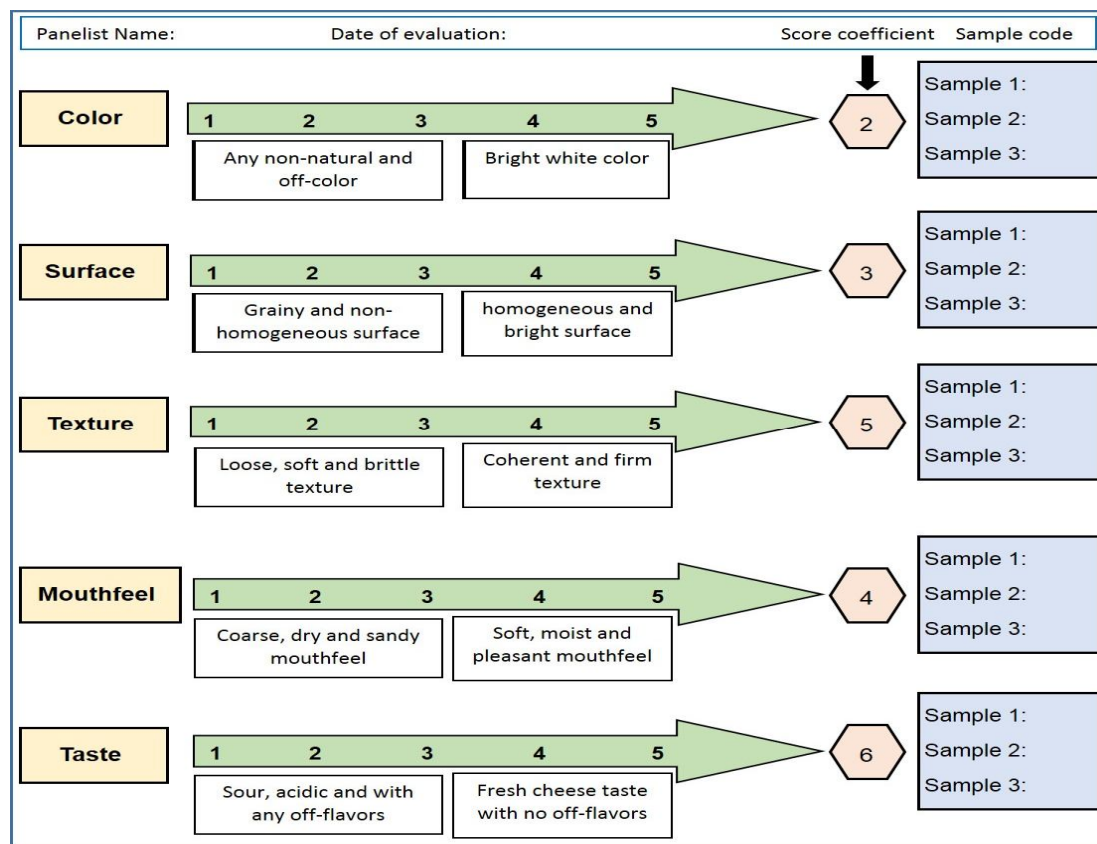 Panelist Name: Date of evaluation: Score coefficient Sample code
Color
1 2 3 4 5
Any non-natural and
off-color
Bright white color
2
Sample 1:
Sample 2:
Sample 3:
Surface
1 2 3 4 5
Grainy and non-
homogeneous surface
homogeneous and
bright surface
3
Sample 1:
Sample 2:
Sample 3:
Texture
1 2 3 4 5
Loose, soft and brittle
texture
Coherent and firm
texture
5
Sample 1:
Sample 2:
Sample 3:
Mouthfeel
1 2 3 4 5
Coarse, dry and sandy
mouthfeel
Soft, moist and
pleasant mouthfeel
4
Sample 1:
Sample 2:
Sample 3:
Taste
1 2 3 4 5
Sour, acidic and with
any off-flavors
Fresh cheese taste
with no off-flavors
6
Sample 1:
Sample 2:
Sample 3: